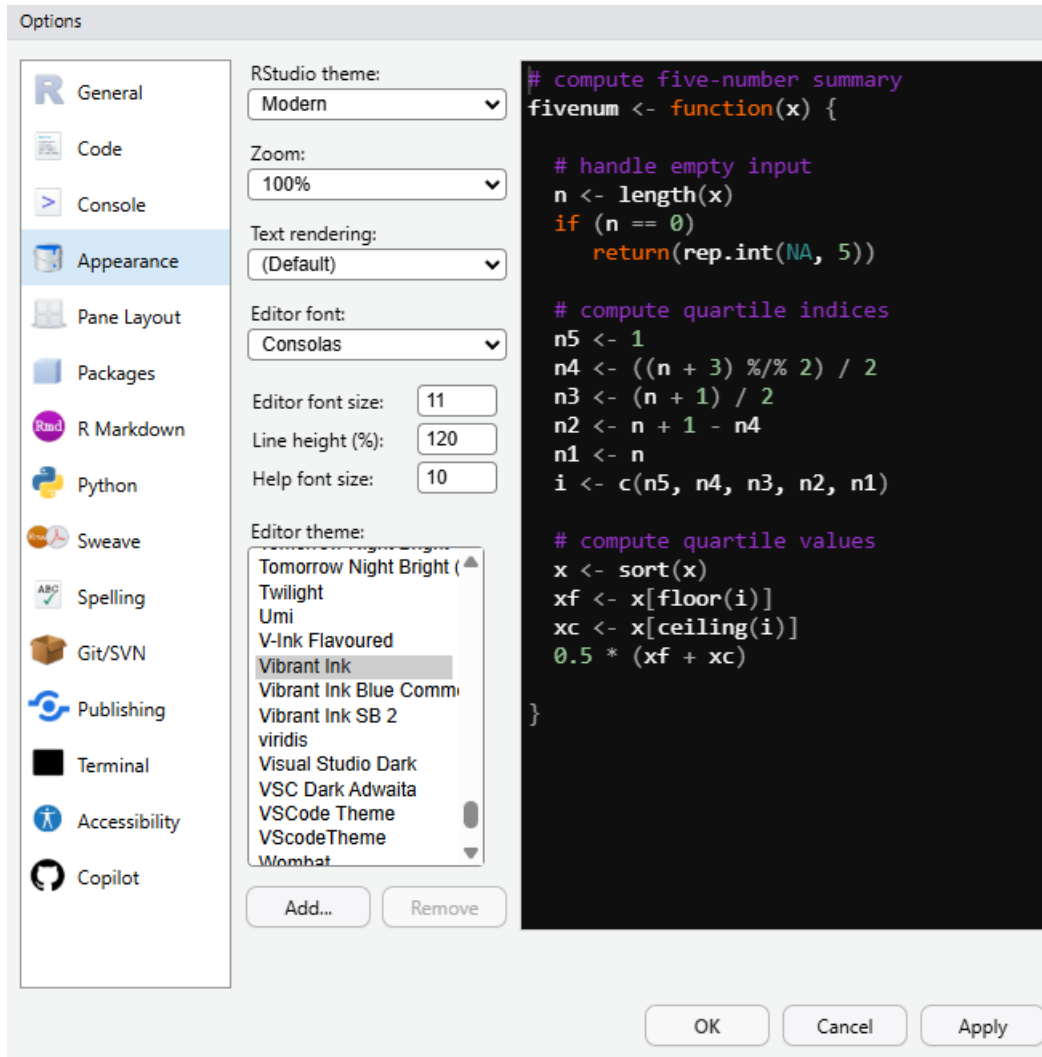 Options
General
Code
Console
Appearance
Pane Layout
Packages
Rmd
R Markdown
Python
Sweave
ABC
Spelling
Git/SVN
Publishing
Terminal
Accessibility
Copilot
RStudio theme:
Modern
Zoom:
100%
Text rendering:
(Default)
Editor font:
Consolas
Editor font size: 11
Line height (%): 120
Help font size: 10
Editor theme:
Tomorrow Night Bright (
Twilight
Umi
V-Ink Flavoured
Vibrant Ink
Vibrant Ink Blue Comme
Vibrant Ink SB 2
viridis
Visual Studio Dark
VSC Dark Adwaita
VSCode Theme
VScodeTheme
Wombat
Add...
Remove
# compute five-number summary
fivenum <- function(x) {
  # handle empty input
  n <- length(x)
  if (n == 0)
     return(rep.int(NA, 5))
  # compute quartile indices
  n5 <- 1
  n4 <- ((n + 3) %/% 2) / 2
  n3 <- (n + 1) / 2
  n2 <- n + 1 - n4
  n1 <- n
  i <- c(n5, n4, n3, n2, n1)
  # compute quartile values
  x <- sort(x)
  xf <- x[floor(i)]
  xc <- x[ceiling(i)]
  0.5 * (xf + xc)
}
OK
Cancel
Apply